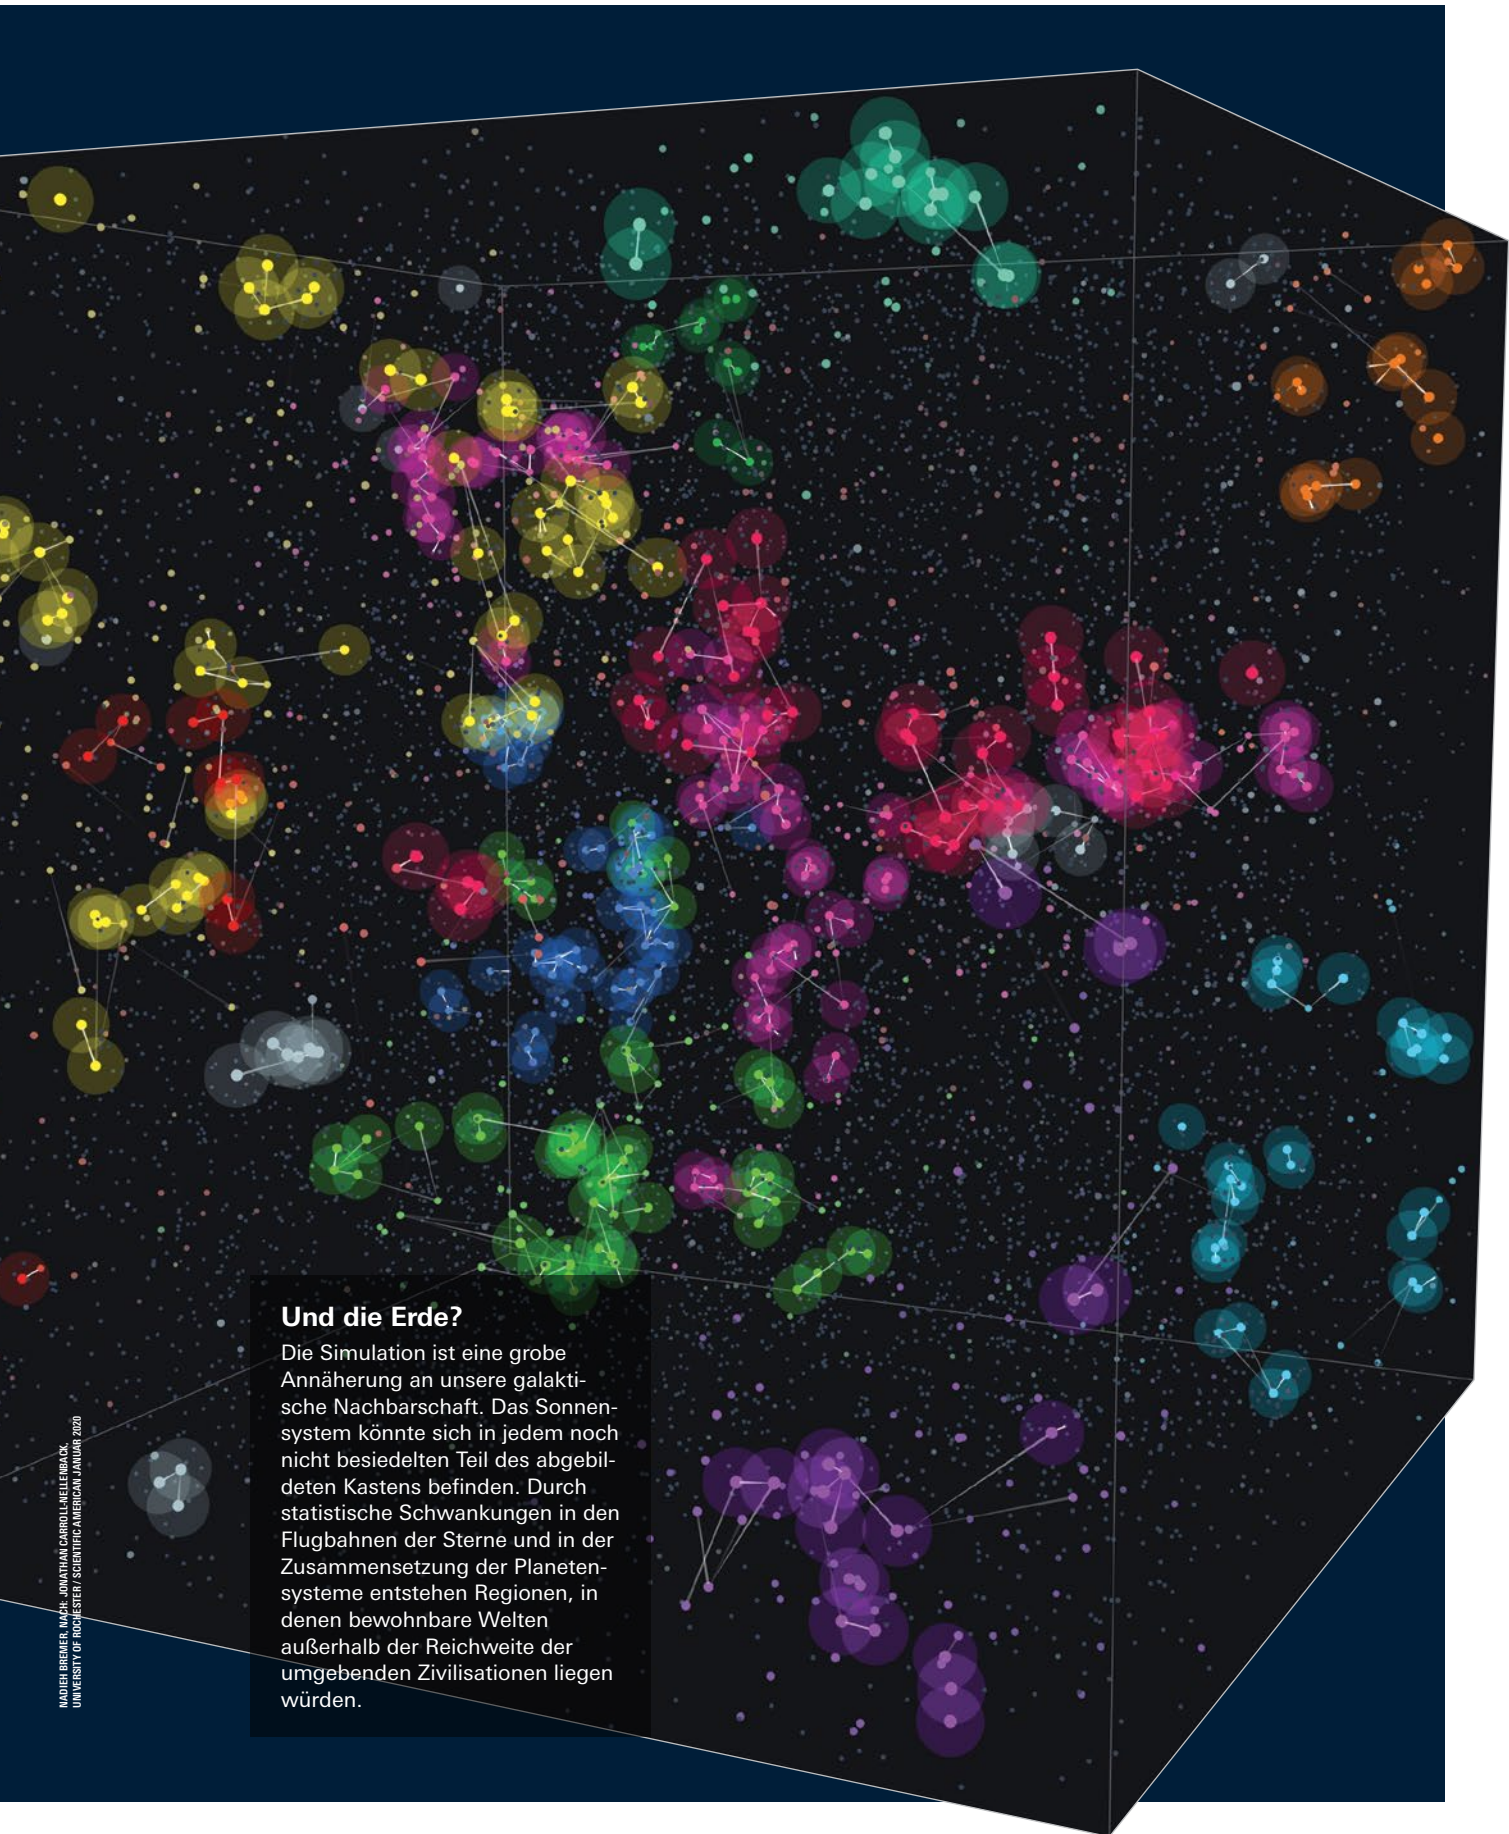 Und die Erde?
Die Simulation ist eine grobe
Annäherung an unsere galakti-
sche Nachbarschaft. Das Sonnen-
system könnte sich in jedem noch
nicht besiedelten Teil des abgebil-
deten Kastens befinden. Durch
statistische Schwankungen in den
Flugbahnen der Sterne und in der
Zusammensetzung der Planeten-
systeme entstehen Regionen, in
denen bewohnbare Welten
außerhalb der Reichweite der
umgebenden Zivilisationen liegen
würden.
NADIEH BREMER, NACH: JONATHAN CARROLL-NELLENBACK,
UNIVERSITY OF ROCHESTER / SCIENTIFIC AMERICAN JANUAR 2020